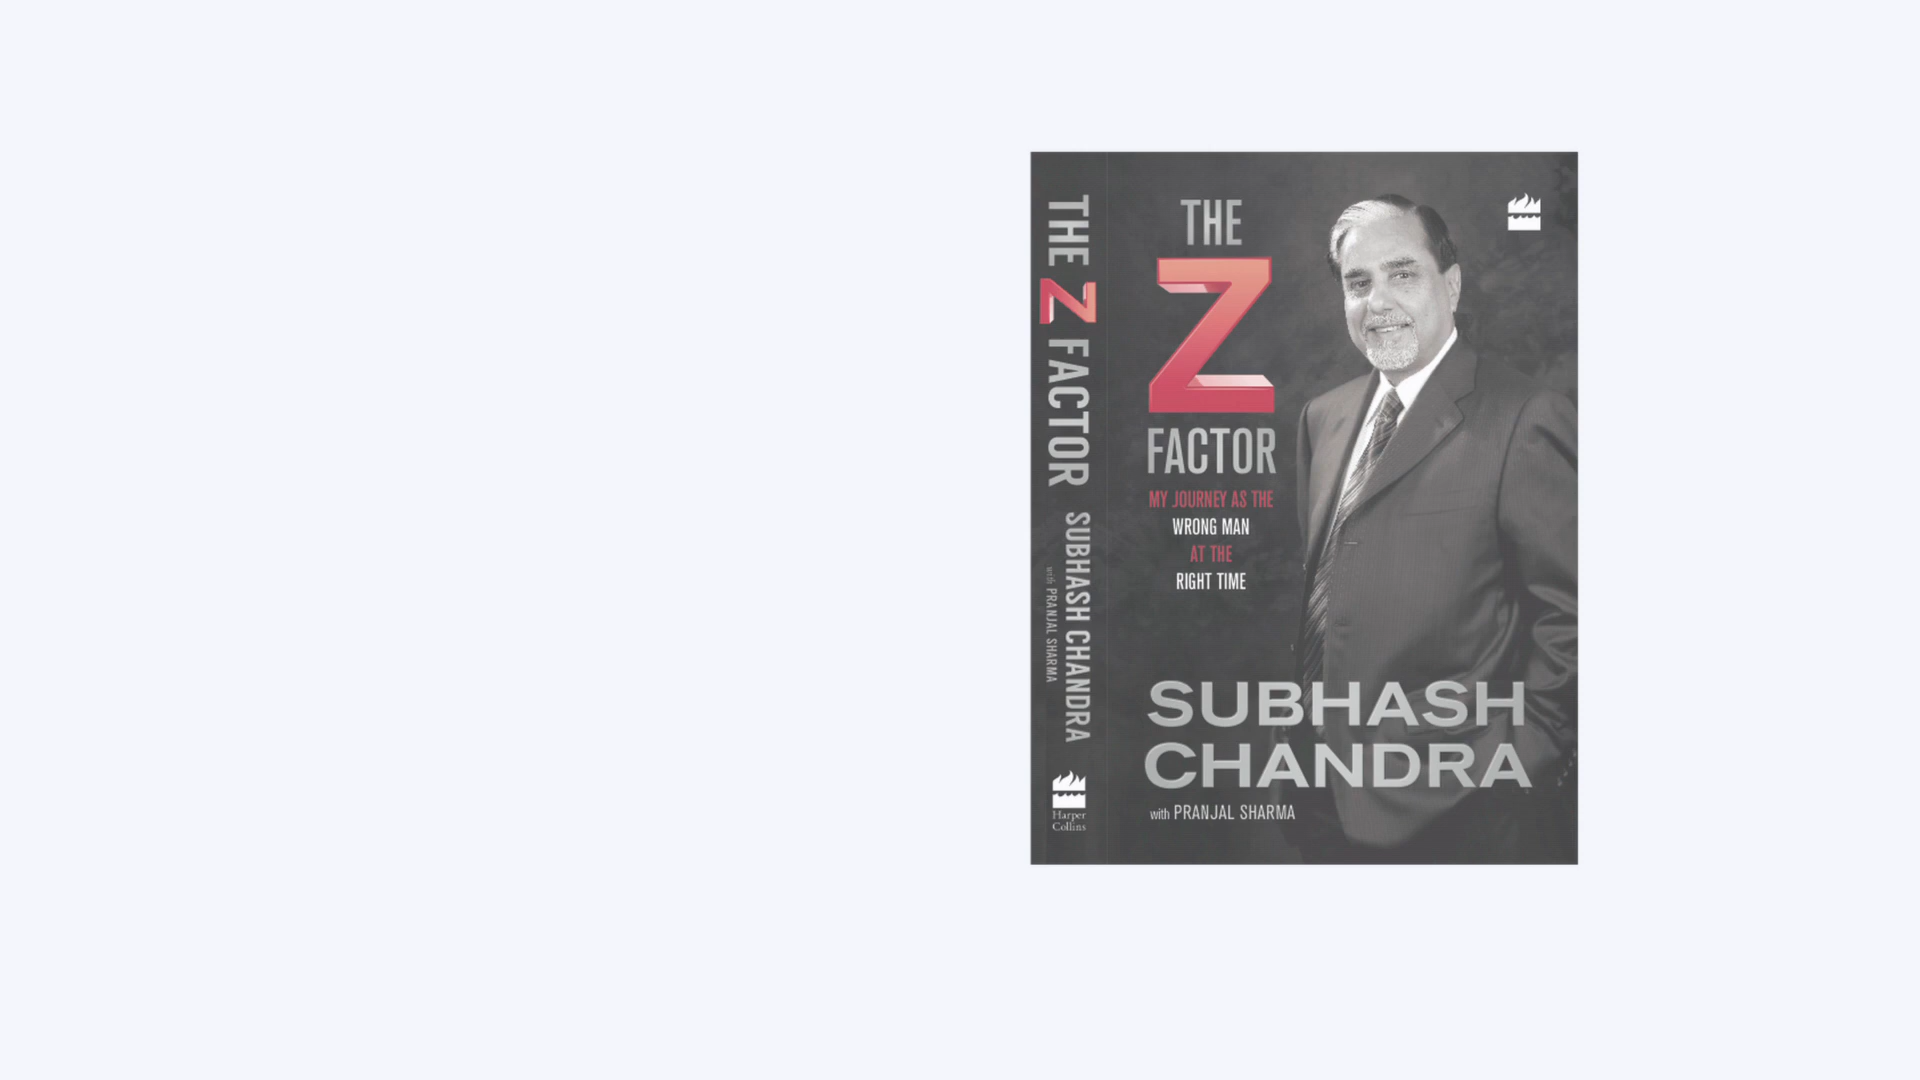 THE Z FACTOR SUBHASH CHANDRA
with PRANJAL SHARMA
Harper
Collins
THE
Z
FACTOR
MY JOURNEY AS THE
WRONG MAN
AT THE
RIGHT TIME
SUBHASH
CHANDRA
with PRANJAL SHARMA